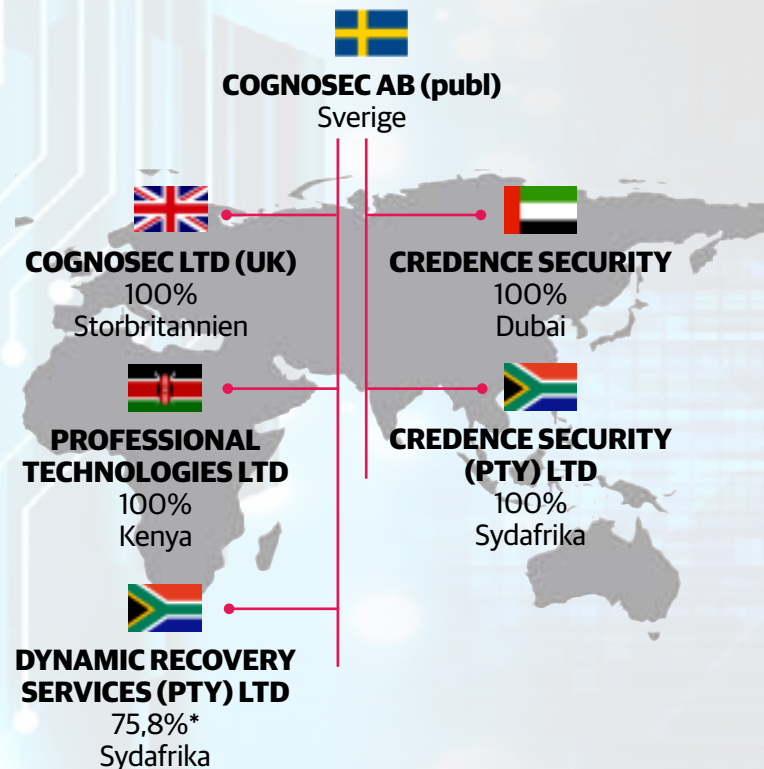 COGNOSEC AB (publ)
Sverige
COGNOSEC LTD (UK)
100%
Storbritannien
CREDENCE SECURITY
100%
Dubai
PROFESSIONAL
TECHNOLOGIES LTD
100%
Kenya
CREDENCE SECURITY
(PTY) LTD
100%
Sydafrika
DYNAMIC RECOVERY
SERVICES (PTY) LTD
75,8%*
Sydafrika